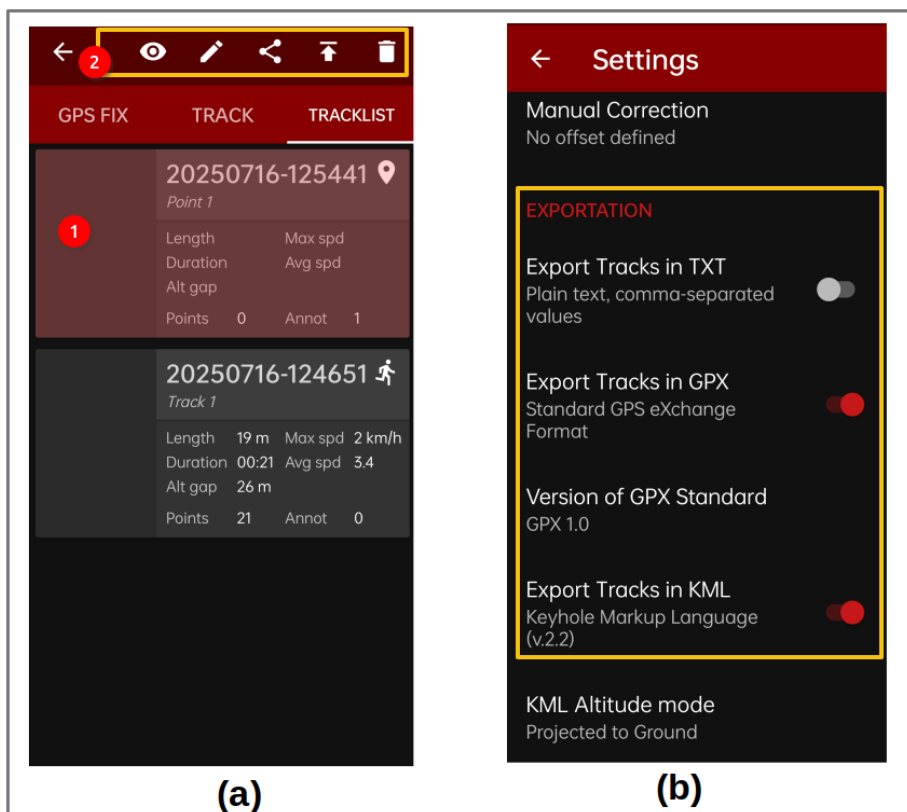 2
GPS FIX TRACK TRACKLIST
20250716-125441
Point 1
1
Length Max spd
Duration Avg spd
Alt gap
Points 0 Annot 1
20250716-124651
Track 1
Length 19 m Max spd 2 km/h
Duration 00:21 Avg spd 3.4
Alt gap 26 m
Points 21 Annot 0
(a)
Settings
Manual Correction
No offset defined
EXPORTATION
Export Tracks in TXT
Plain text, comma-separated
values
Export Tracks in GPX
Standard GPS eXchange
Format
Version of GPX Standard
GPX 1.0
Export Tracks in KML
Keyhole Markup Language
(v.2.2)
KML Altitude mode
Projected to Ground
(b)